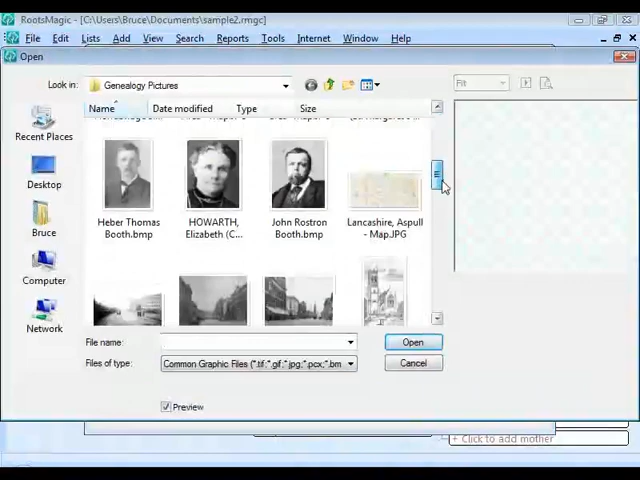 RootsMagic - [C:\Users\Bruce\Documents\sample2.rmgc]
File Edit Lists Add View Search Reports Tools Internet Window Help
Open
Look in: Genealogy Pictures
Fit
Name Date modified Type Size
Recent Places
Desktop
Bruce
Computer
Network
Heber Thomas Booth.bmp
HOWARTH, Elizabeth (C...
John Rostron Booth.bmp
Lancashire, Aspull - Map.JPG
File name:
Open
Files of type: Common Graphic Files (*.tif;*.gif;*.jpg;*.pcx;*.bm
Cancel
Preview
+ Click to add mother